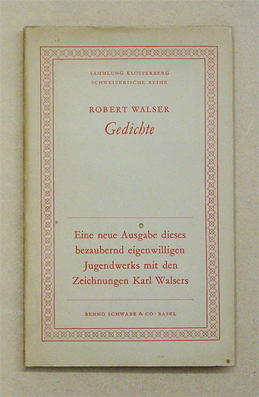 SAMMLUNG KLOSTERBERG
SCHWEIZERISCHE REIHE
ROBERT WALSER
Gedichte
Eine neue Ausgabe dieses
bezaubernd eigenwilligen
Jugendwerks mit den
Zeichnungen Karl Walsers
BENNO SCHWABE & CO · BASEL